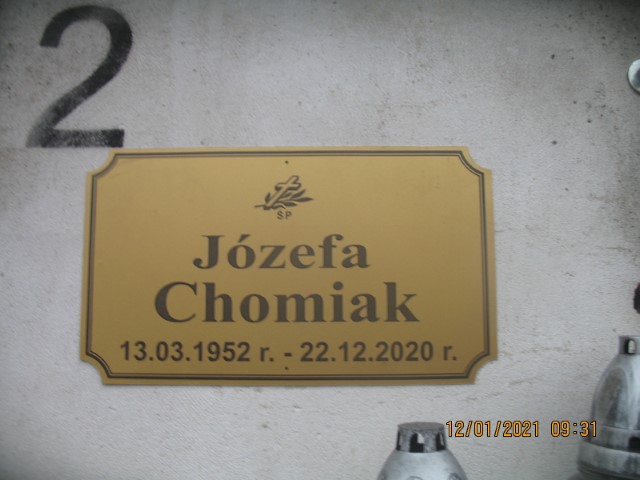 2
ŚP
Józefa
Chomiak
13.03.1952 r. - 22.12.2020 r.
12/01/2021 09:31